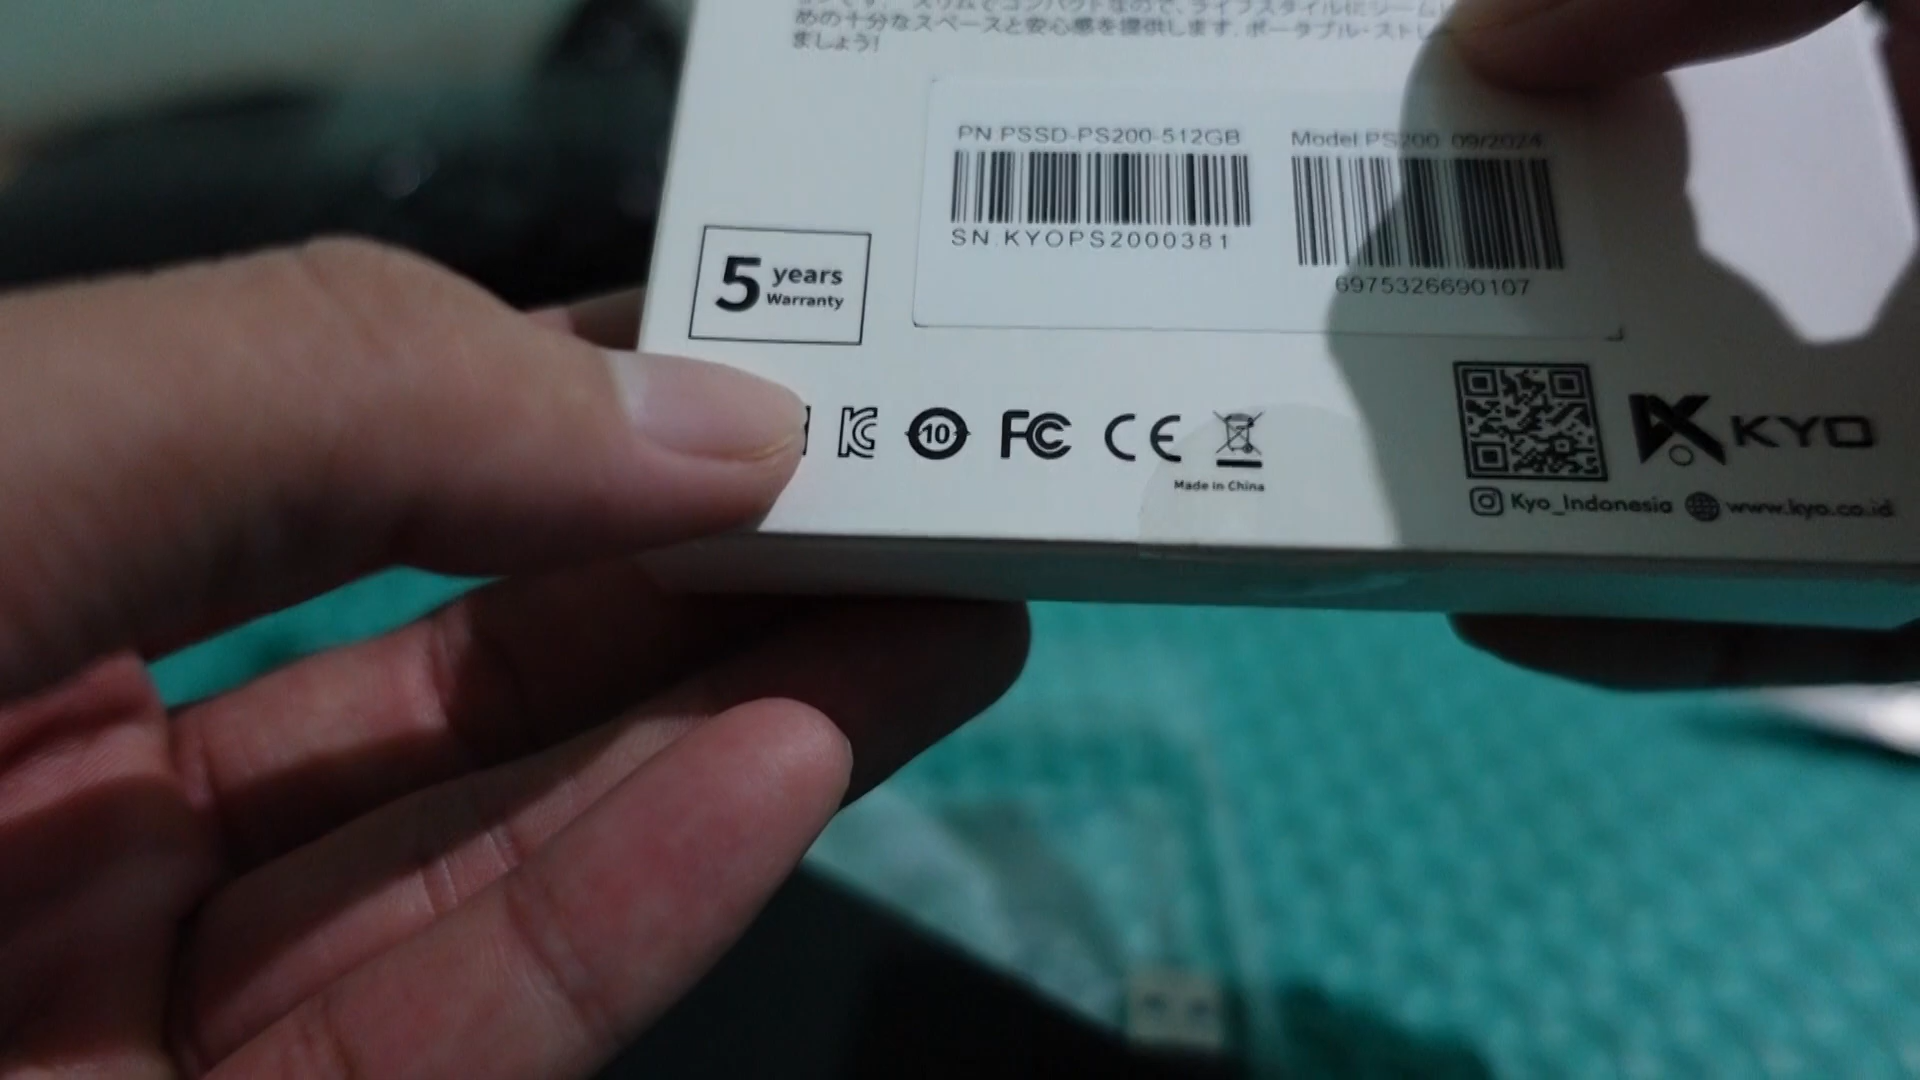 めの十分なスペースと安心感を提供します. ポータブル・スト
ましょう!
PN PSSD-PS200-512GB
SN KYOPS2000381
Model PS200 09/2024
6975326690107
5 years
Warranty
10
FC CE
Made in China
KYO
Kyo_Indonesia www.kyo.co.id